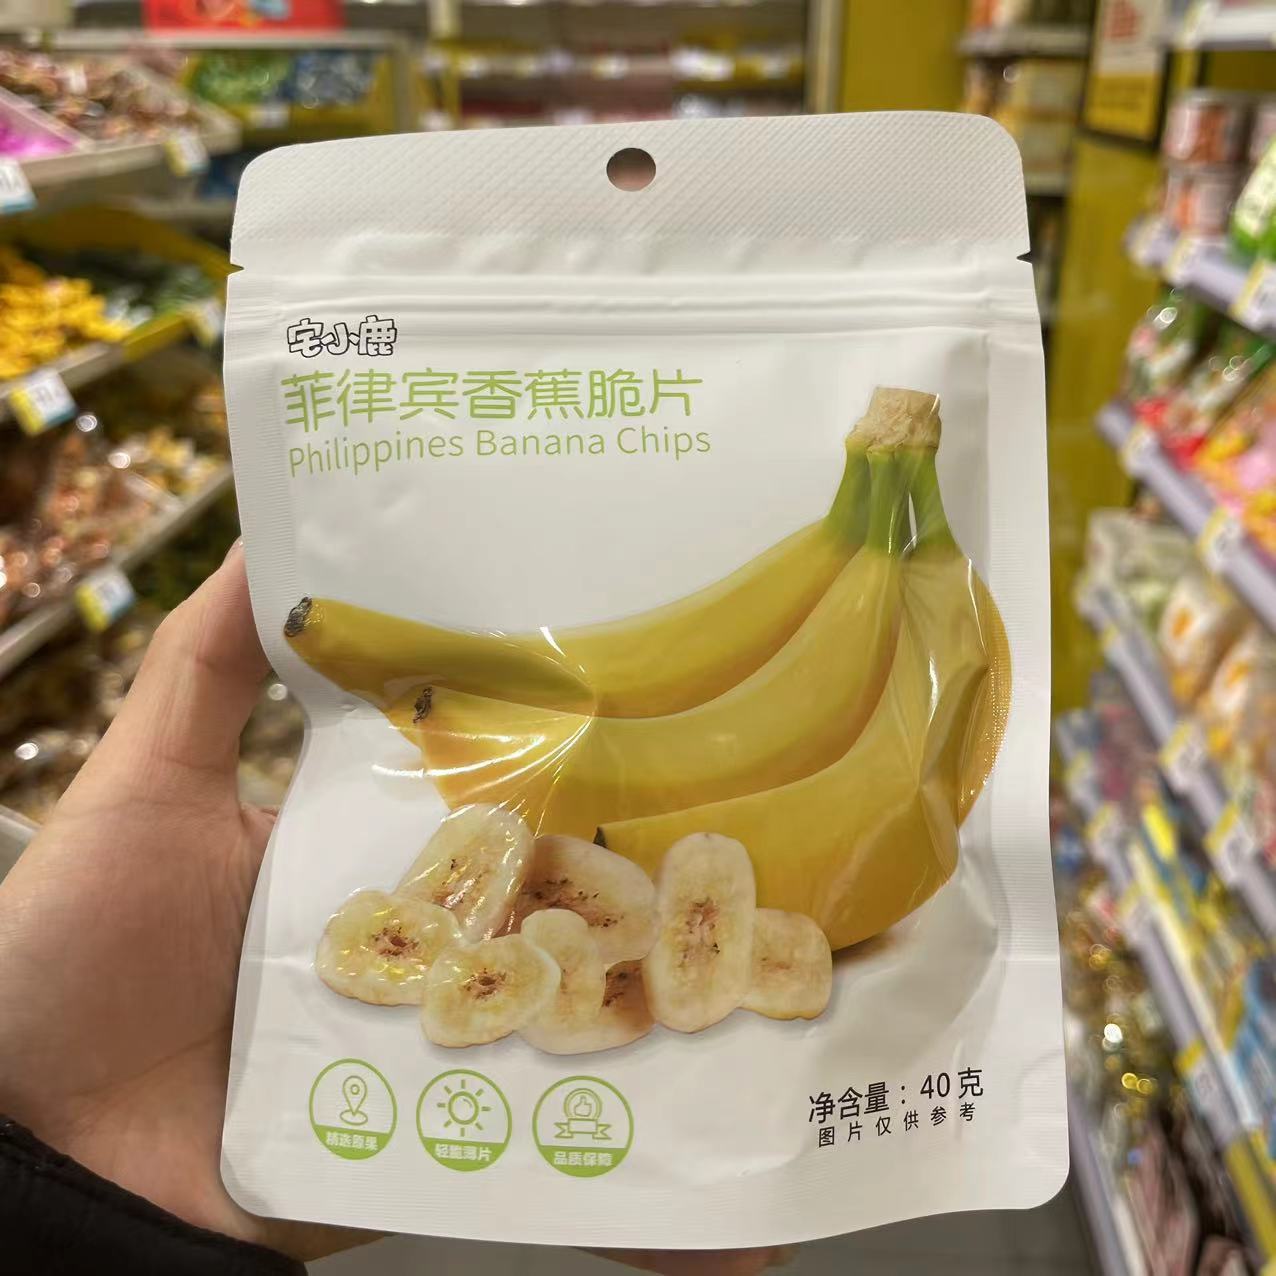 宅小鹿
菲律宾香蕉脆片
Philippines Banana Chips
精选原果
轻脆薄片
品质保障
净含量：40克
图片仅供参考